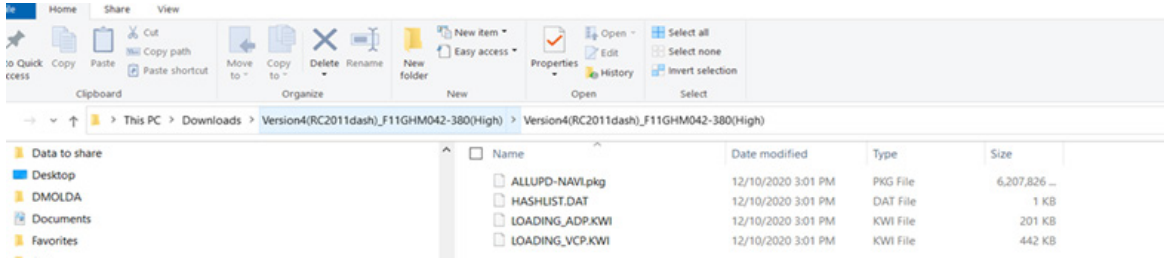 File Home Share View
Cut
Copy path
Paste shortcut
to Quick access
Copy
Paste
Move to
Copy to
Delete
Rename
New folder
New item
Easy access
Properties
Open
Edit
History
Select all
Select none
Invert selection
Clipboard Organize New Open Select
This PC > Downloads > Version4(RC2011dash)_F11GHM042-380(High) > Version4(RC2011dash)_F11GHM042-380(High)
Name Date modified Type Size
Data to share
Desktop
DMOLDA
Documents
Favorites
ALLUPD-NAVI.pkg 12/10/2020 3:01 PM PKG File 6,207,826 ...
HASHLIST.DAT 12/10/2020 3:01 PM DAT File 1 KB
LOADING_ADP.KWI 12/10/2020 3:01 PM KWI File 201 KB
LOADING_VCP.KWI 12/10/2020 3:01 PM KWI File 442 KB